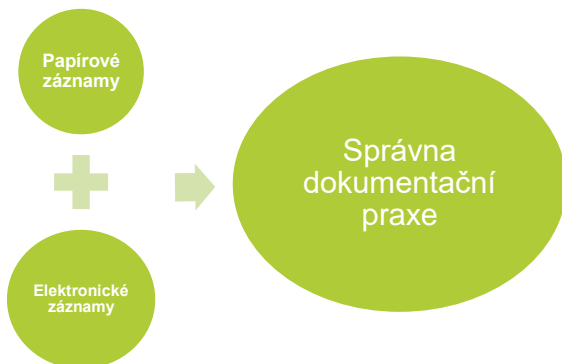 Papírové
záznamy
Elektronické
záznamy
Správna
dokumentační
praxe